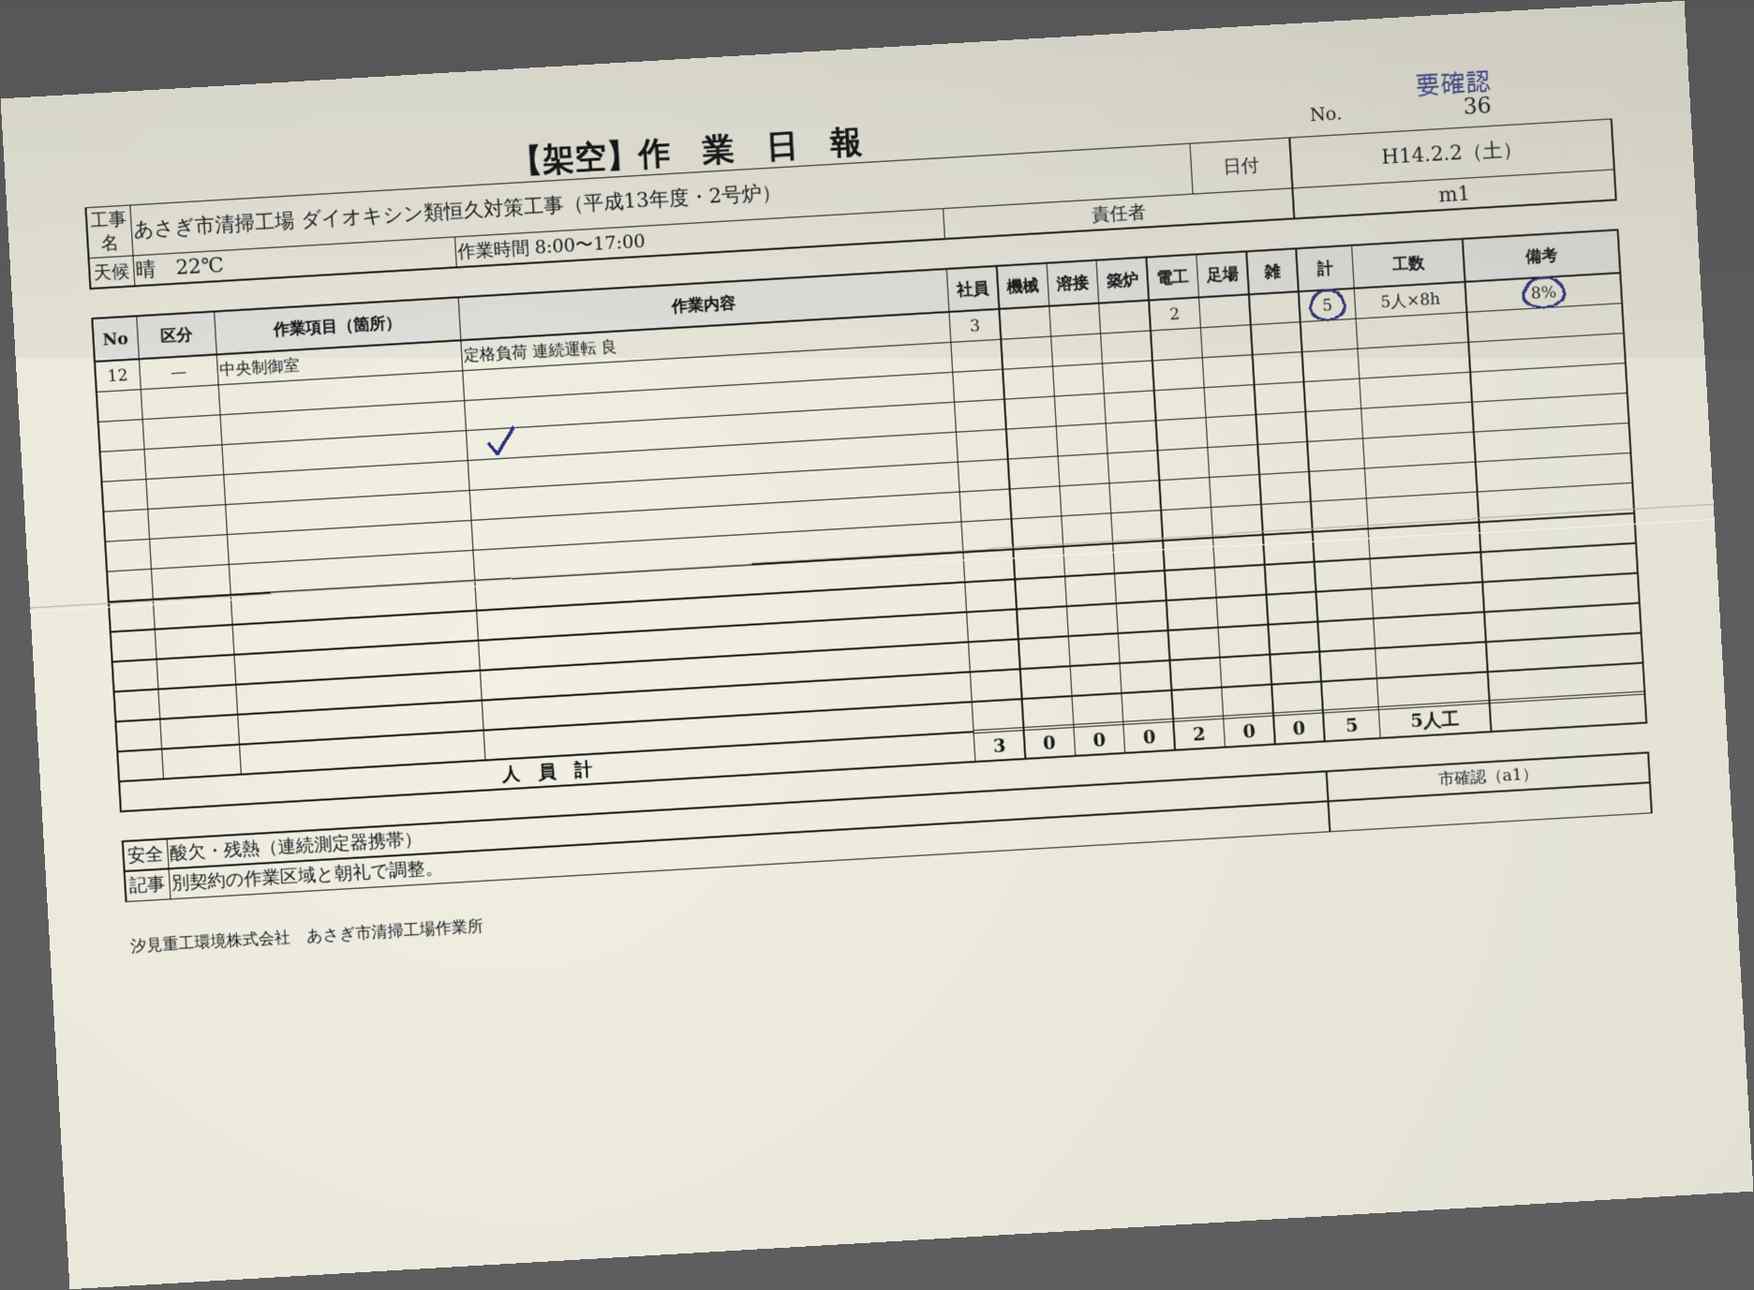 要確認
No. 36
【架空】作 業 日 報
工事名 あさぎ市清掃工場 ダイオキシン類恒久対策工事（平成13年度・2号炉） 日付 H14.2.2（土）
天候 晴 22℃ 作業時間 8:00〜17:00 責任者 m1
No 区分 作業項目（箇所） 作業内容 社員 機械 溶接 築炉 電工 足場 雑 計 工数 備考
12 — 中央制御室 定格負荷 連続運転 良 3 2 5 5人×8h 8%
人 員 計 3 0 0 0 2 0 0 5 5人工
安全 酸欠・残熱（連続測定器携帯） 市確認（a1）
記事 別契約の作業区域と朝礼で調整。
汐見重工環境株式会社 あさぎ市清掃工場作業所